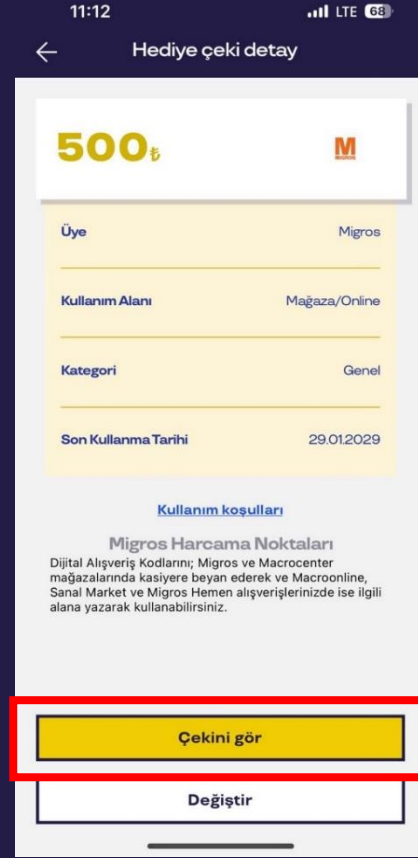 11:12
LTE 68
Hediye çeki detay
500₺
M
MIGROS
Üye Migros
Kullanım Alanı Mağaza/Online
Kategori Genel
Son Kullanma Tarihi 29.01.2029
Kullanım koşulları
Migros Harcama Noktaları
Dijital Alışveriş Kodlarını; Migros ve Macrocenter
mağazalarında kasiyere beyan ederek ve Macroonline,
Sanal Market ve Migros Hemen alışverişlerinizde ise ilgili
alana yazarak kullanabilirsiniz.
Çekini gör
Değiştir